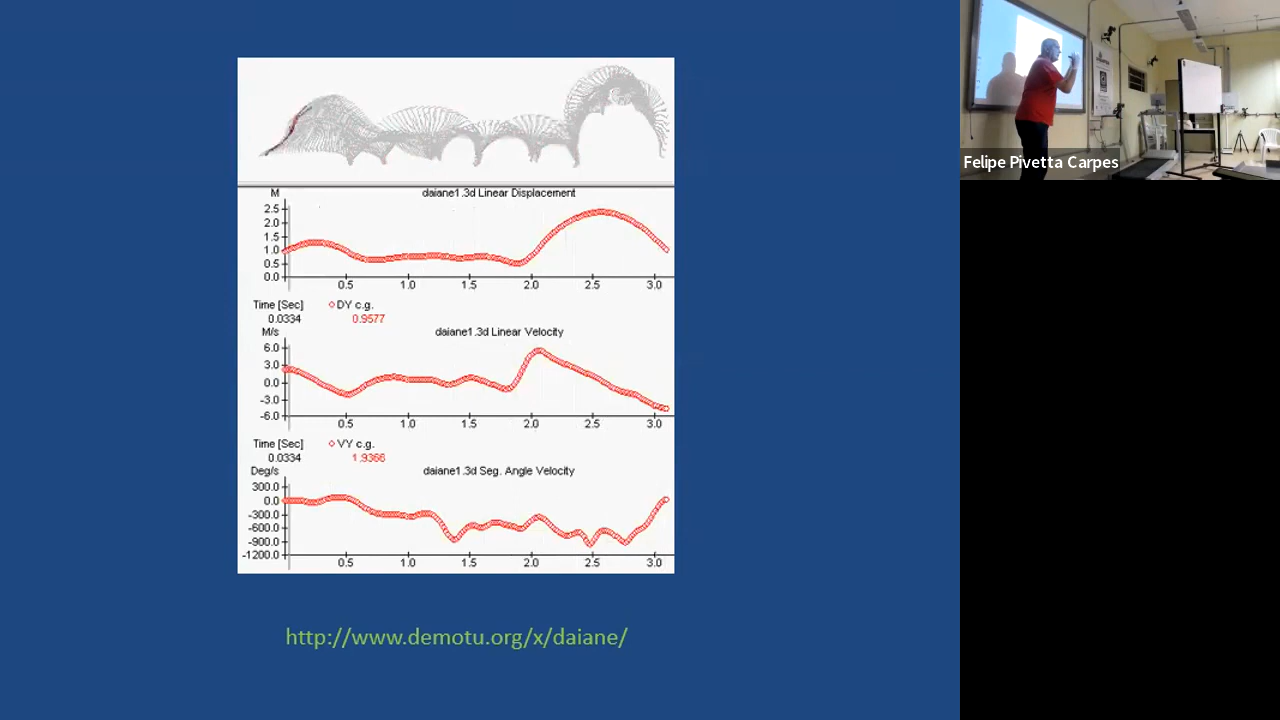 daiane1.3d Linear Displacement
M
2.5
2.0
1.5
1.0
0.5
0.0
0.5 1.0 1.5 2.0 2.5 3.0
Time [Sec] DY c.g.
0.0334 0.9577
daiane1.3d Linear Velocity
M/s
6.0
3.0
0.0
-3.0
-6.0
0.5 1.0 1.5 2.0 2.5 3.0
Time [Sec] VY c.g.
0.0334 1.9366
daiane1.3d Seg. Angle Velocity
Deg/s
300.0
0.0
-300.0
-600.0
-900.0
-1200.0
0.5 1.0 1.5 2.0 2.5 3.0
http://www.demotu.org/x/daiane/
Felipe Pivetta Carpes